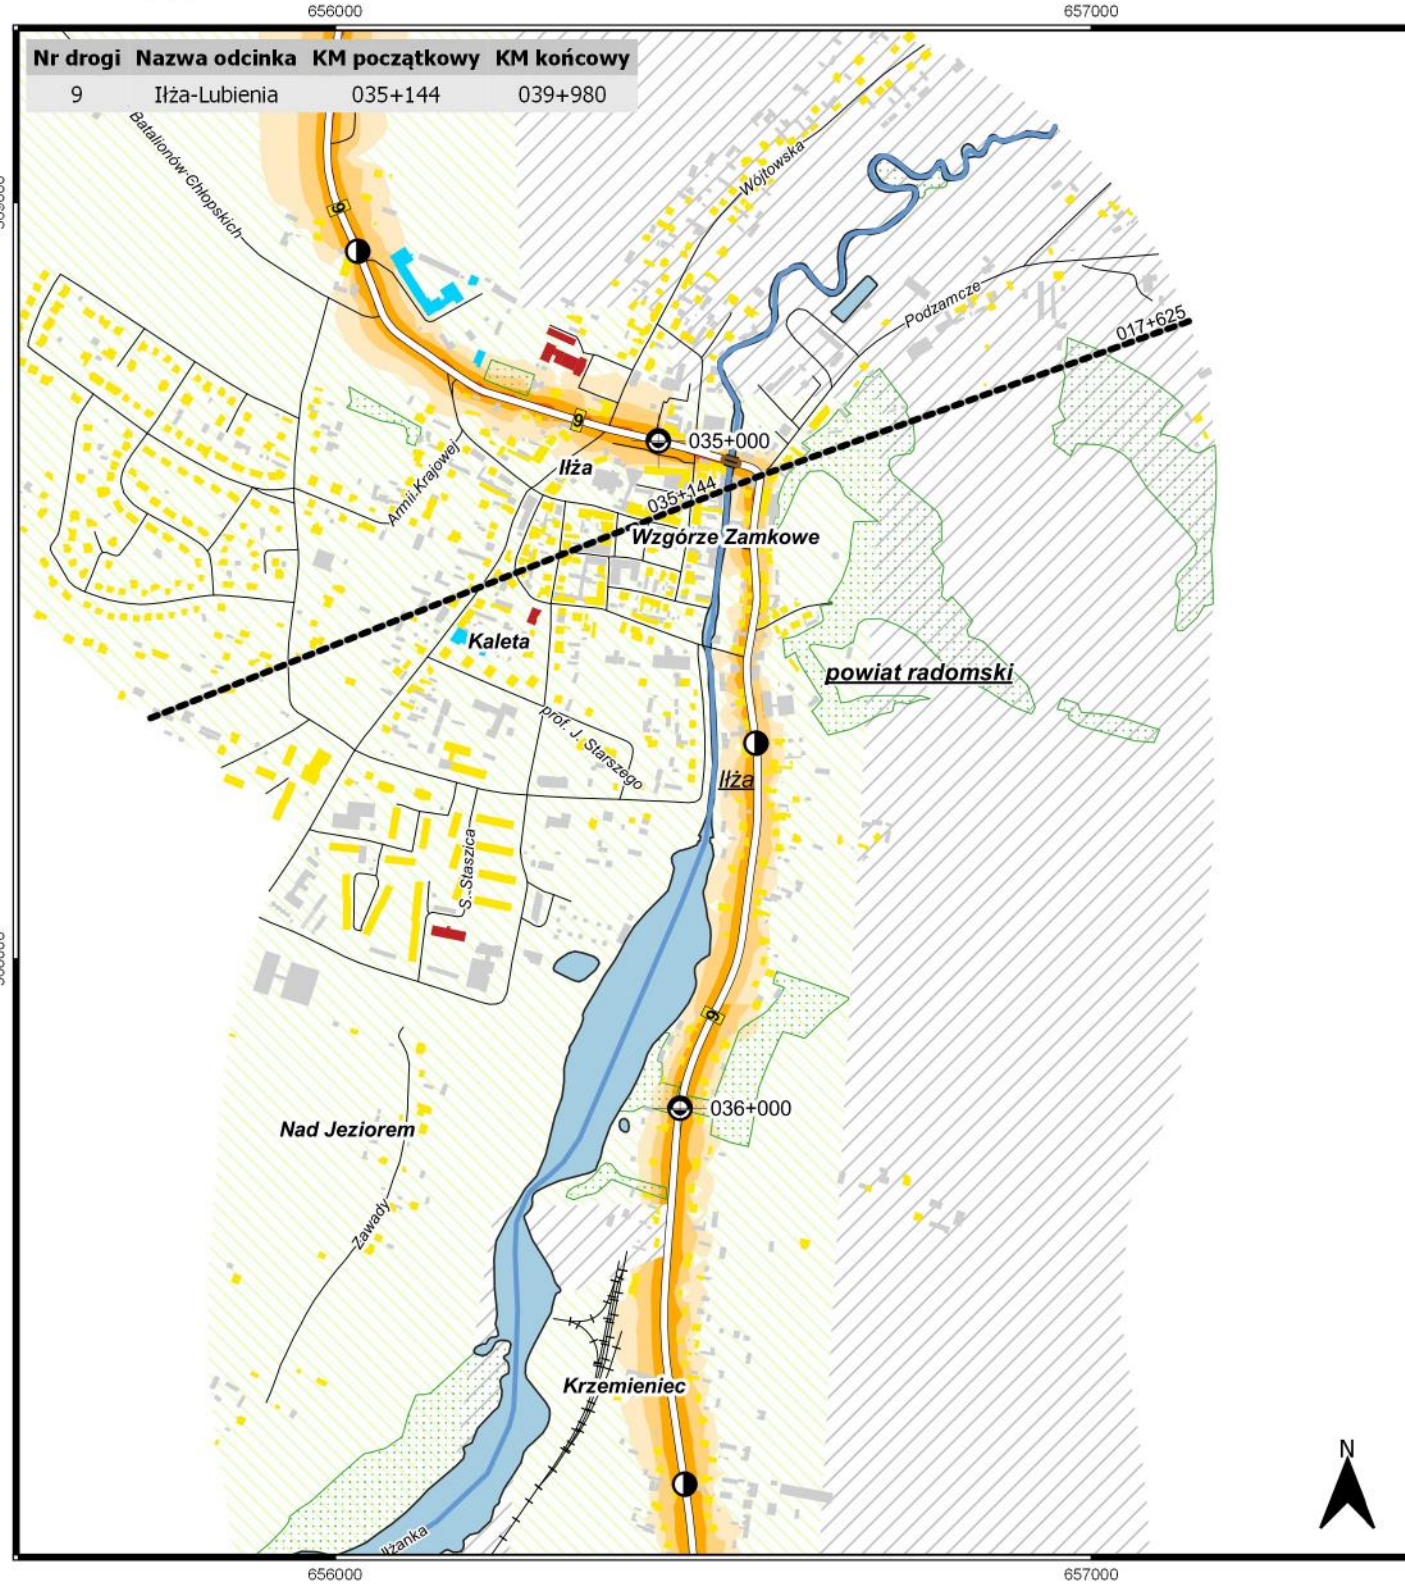 656000 657000
Nr drogi Nazwa odcinka KM początkowy KM końcowy
9 Iłża-Lubienia 035+144 039+980
Batalionów Chłopskich
Wójtowska
9
Podzamcze
017+625
9
035+000
Iłża
Armii Krajowej
035+144
Wzgórze Zamkowe
Kaleta
powiat radomski
prof. J. Starszego
Iłża
S. Staszica
9
036+000
Nad Jeziorem
Zawady
Krzemieniec
N
Iłżanka
656000 657000